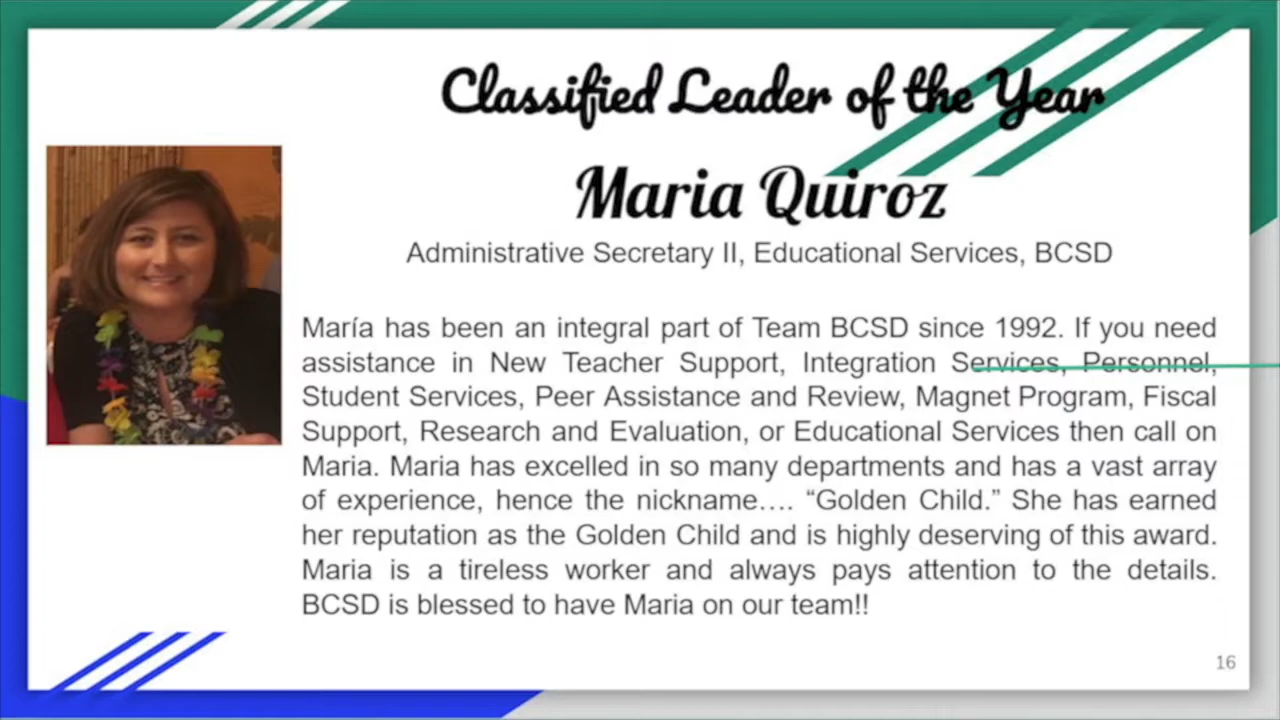 Classified Leader of the Year
Maria Quiroz
Administrative Secretary II, Educational Services, BCSD
María has been an integral part of Team BCSD since 1992. If you need
assistance in New Teacher Support, Integration Services, Personnel,
Student Services, Peer Assistance and Review, Magnet Program, Fiscal
Support, Research and Evaluation, or Educational Services then call on
Maria. Maria has excelled in so many departments and has a vast array
of experience, hence the nickname…. “Golden Child.” She has earned
her reputation as the Golden Child and is highly deserving of this award.
Maria is a tireless worker and always pays attention to the details.
BCSD is blessed to have Maria on our team!!
16